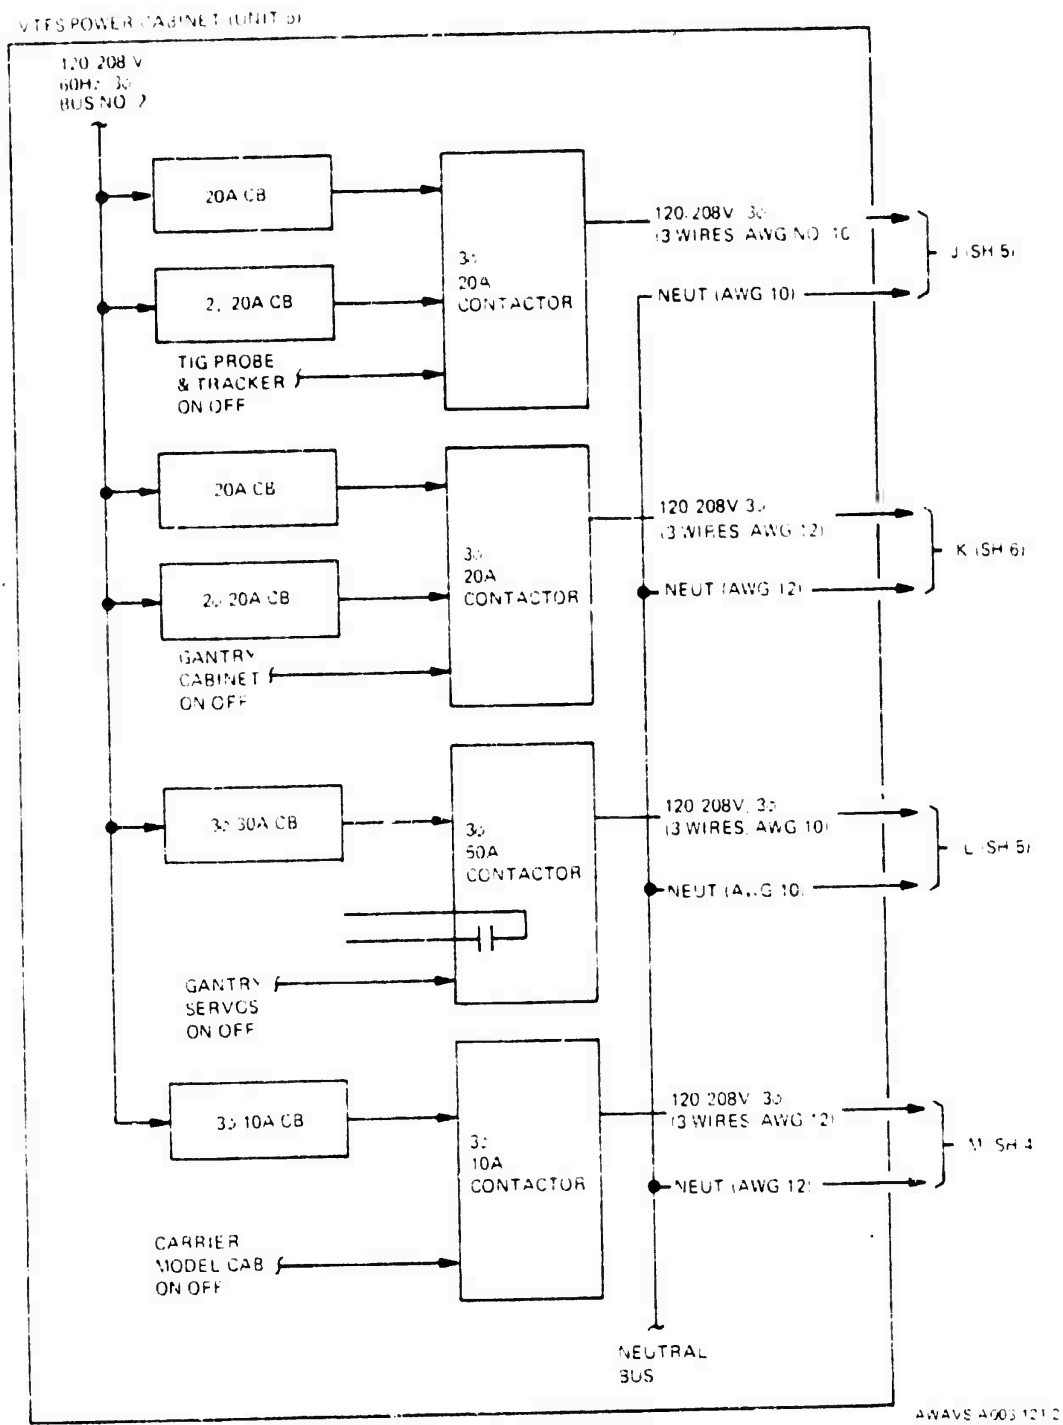 VTFS POWER CABINET (UNIT 5)
120 208 V
60Hz 3ϕ
BUS NO. 2
20A CB
2, 20A CB
TIG PROBE
& TRACKER
ON OFF
3ϕ
20A
CONTACTOR
120/208V 3ϕ
(3 WIRES AWG NO. 10
NEUT (AWG 10)
J (SH 5)
20A CB
2ϕ 20A CB
GANTRY
CABINET
ON OFF
3ϕ
20A
CONTACTOR
120 208V 3ϕ
(3 WIRES, AWG 12)
NEUT (AWG 12)
K (SH 6)
3ϕ 30A CB
GANTRY
SERVOS
ON OFF
3ϕ
60A
CONTACTOR
120 208V, 3ϕ
(3 WIRES, AWG 10)
NEUT (AWG 10)
L (SH 5)
3ϕ 10A CB
CARRIER
MODEL CAB
ON OFF
3ϕ
10A
CONTACTOR
120 208V 3ϕ
(3 WIRES, AWG 12)
NEUT (AWG 12)
M SH 4
NEUTRAL
BUS
AWAVS